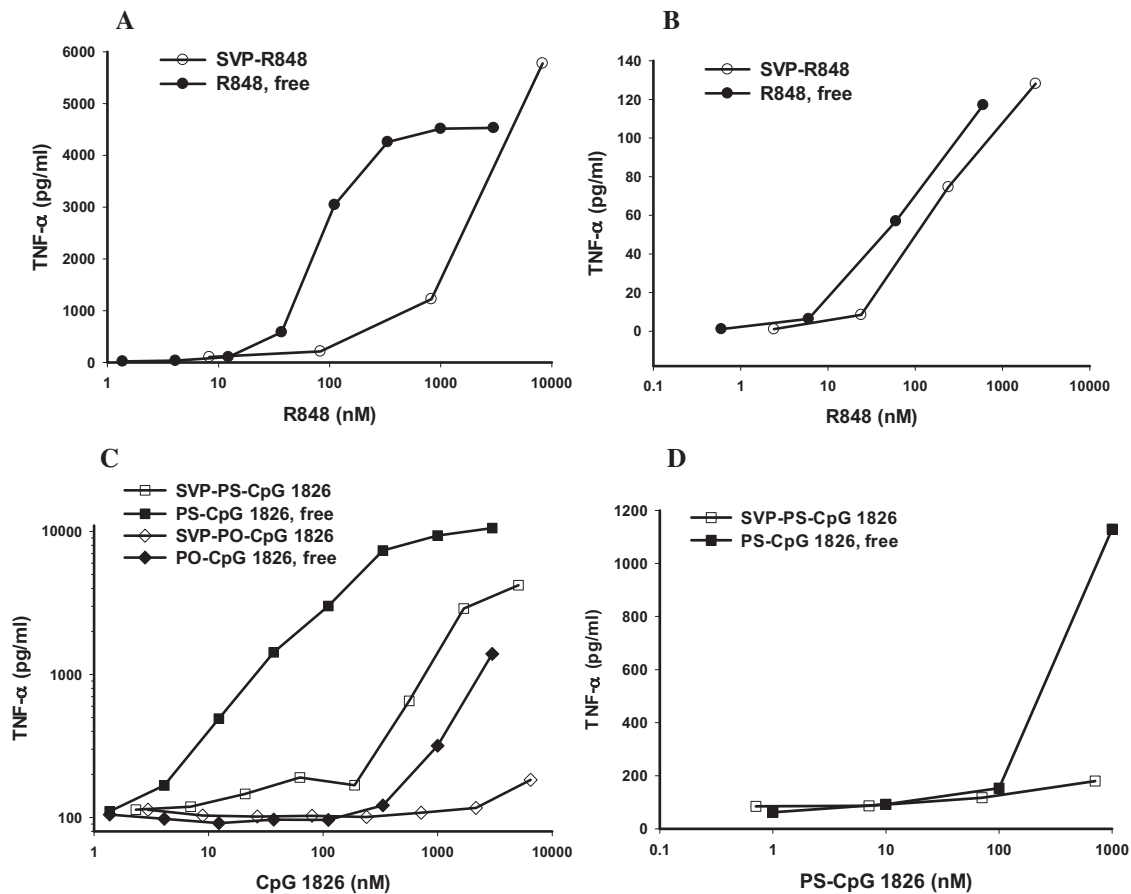 A
SVP-R848
R848, free
6000
5000
4000
3000
2000
1000
0
TNF-α (pg/ml)
1 10 100 1000 10000
R848 (nM)
B
SVP-R848
R848, free
140
120
100
80
60
40
20
0
TNF-α (pg/ml)
0.1 1 10 100 1000 10000
R848 (nM)
C
SVP-PS-CpG 1826
PS-CpG 1826, free
SVP-PO-CpG 1826
PO-CpG 1826, free
10000
1000
100
TNF-α (pg/ml)
1 10 100 1000 10000
CpG 1826 (nM)
D
SVP-PS-CpG 1826
PS-CpG 1826, free
1200
1000
800
600
400
200
0
TNF-α (pg/ml)
0.1 1 10 100 1000
PS-CpG 1826 (nM)